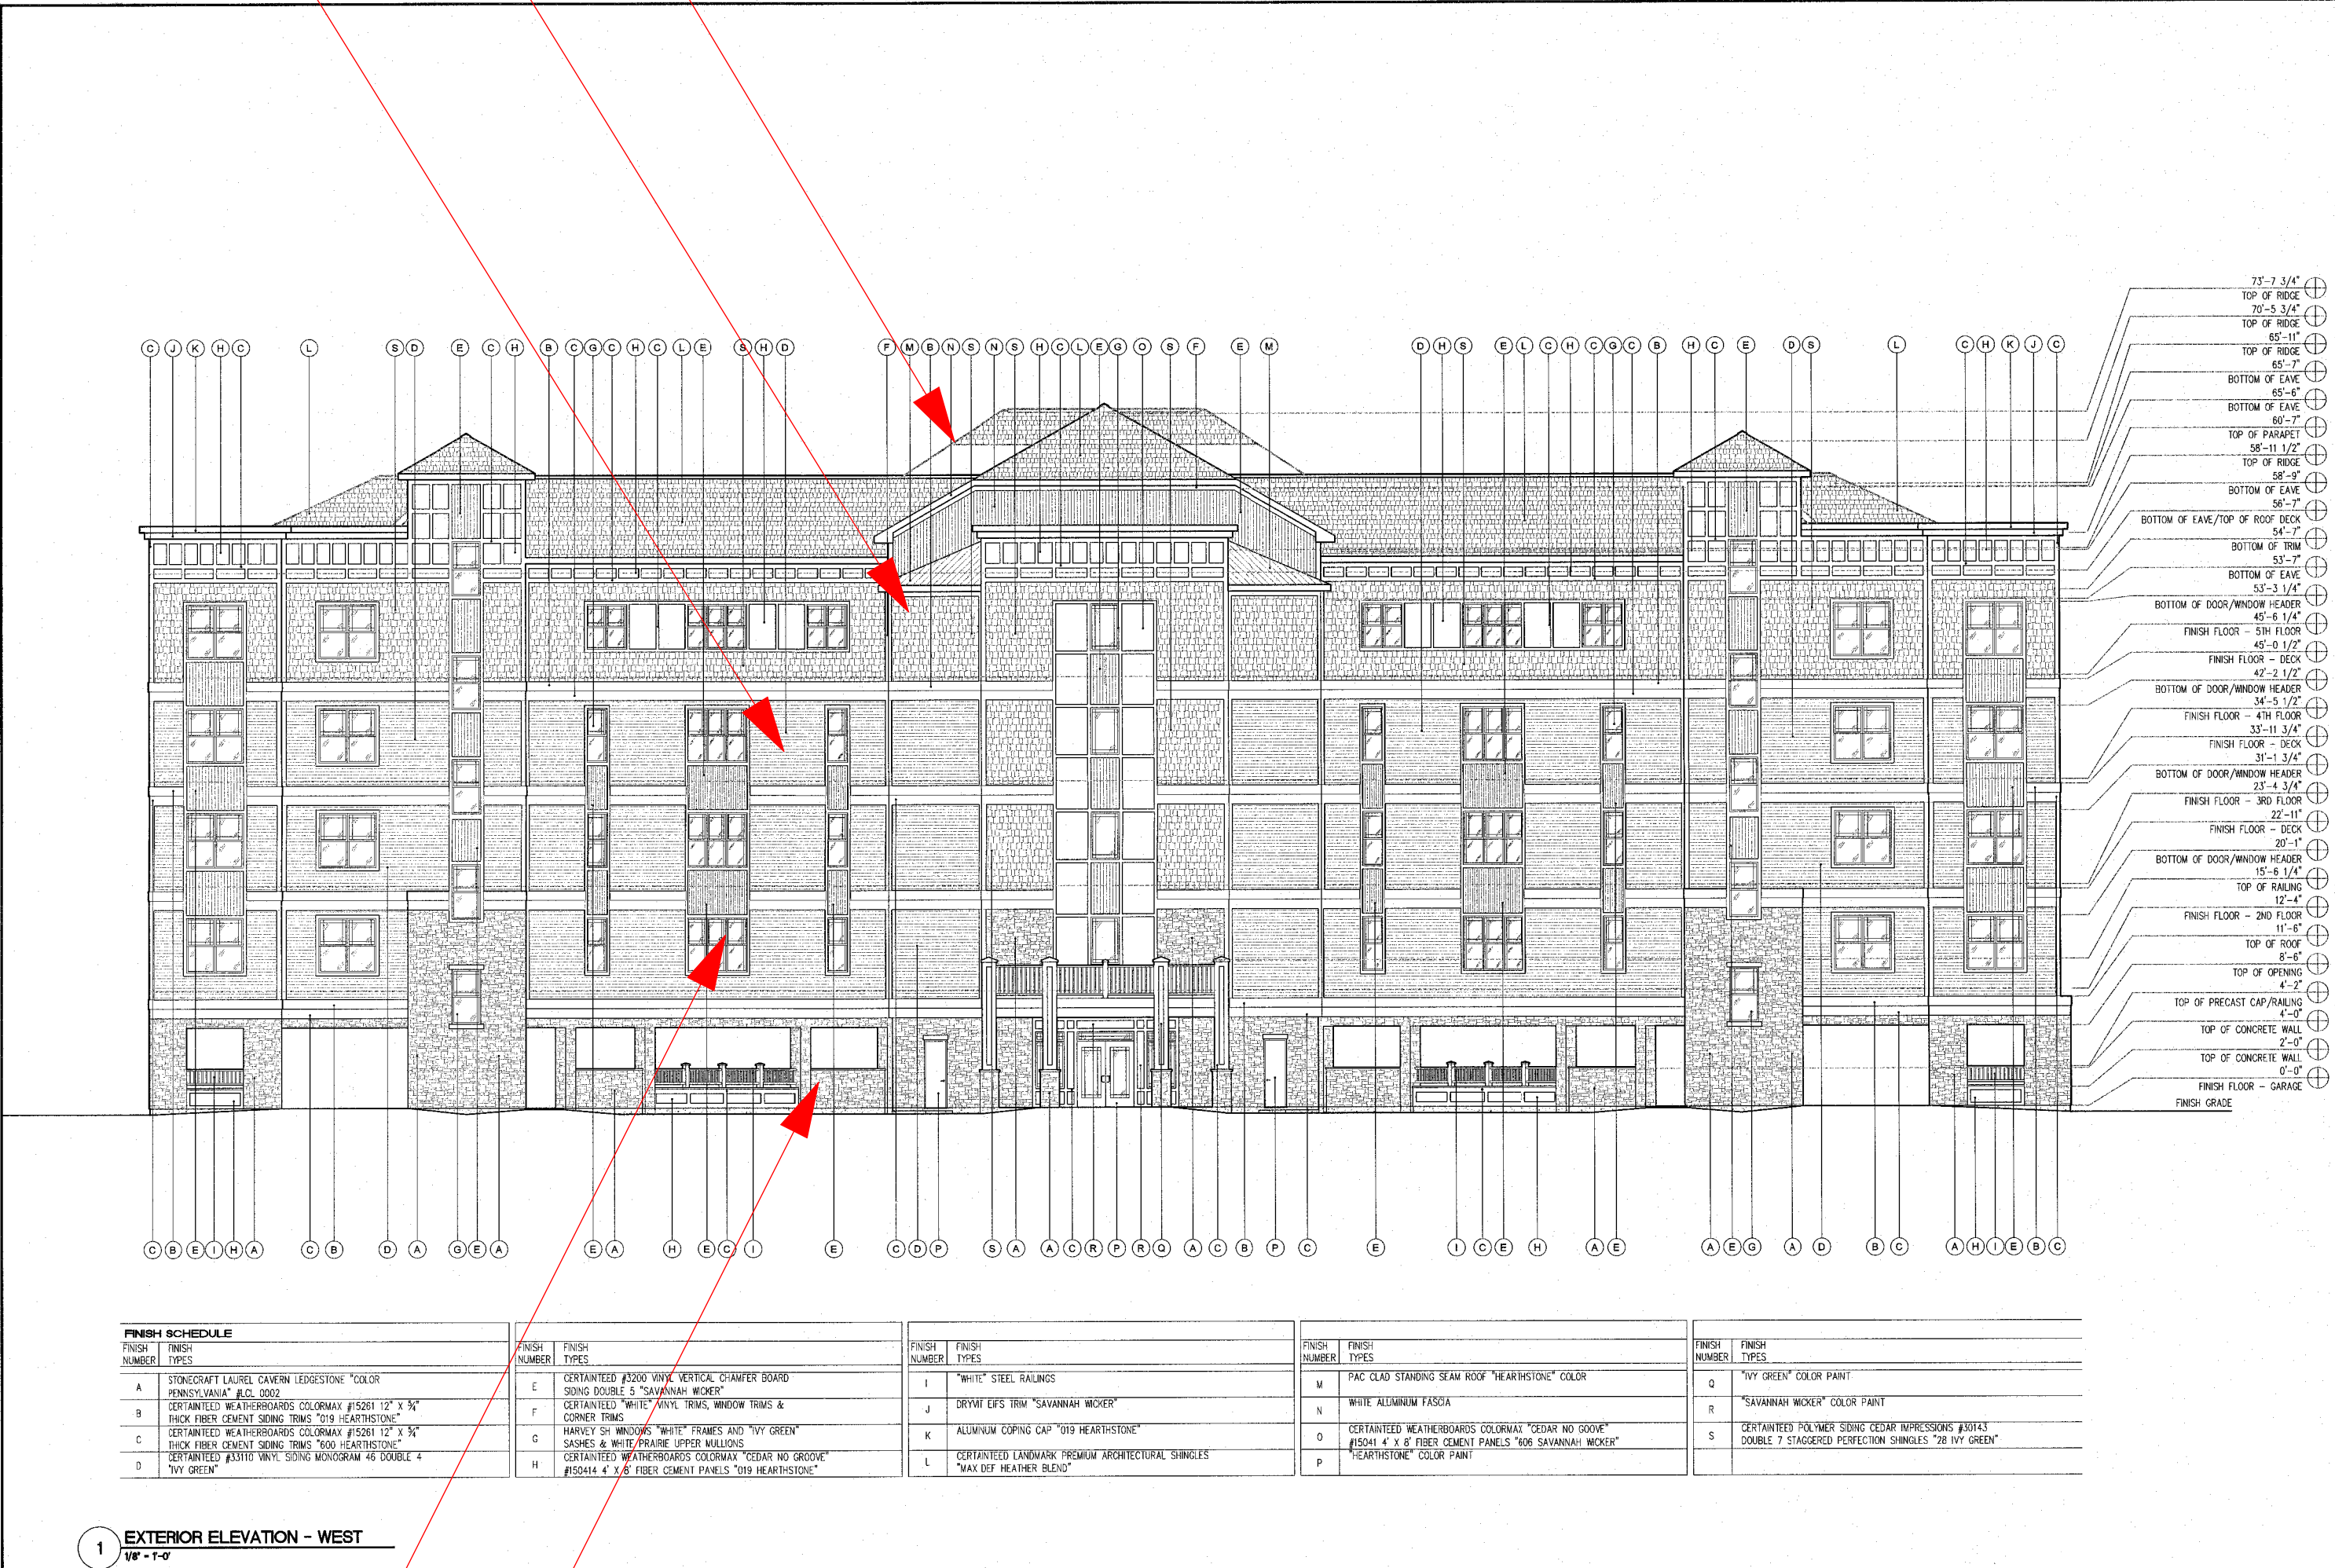 73'-7 3/4"
TOP OF RIDGE
70'-5 3/4"
TOP OF RIDGE
65'-11"
TOP OF RIDGE
65'-7"
BOTTOM OF EAVE
65'-6"
BOTTOM OF EAVE
60'-7"
TOP OF PARAPET
58'-11 1/2"
TOP OF RIDGE
58'-9"
BOTTOM OF EAVE
56'-7"
BOTTOM OF EAVE/TOP OF ROOF DECK
54'-7"
BOTTOM OF TRIM
53'-7"
BOTTOM OF EAVE
53'-3 1/4"
BOTTOM OF DOOR/WINDOW HEADER
45'-6 1/4"
FINISH FLOOR - 5TH FLOOR
45'-0 1/2"
FINISH FLOOR - DECK
42'-2 1/2"
BOTTOM OF DOOR/WINDOW HEADER
34'-5 1/2"
FINISH FLOOR - 4TH FLOOR
33'-11 3/4"
FINISH FLOOR - DECK
31'-1 3/4"
BOTTOM OF DOOR/WINDOW HEADER
23'-4 3/4"
FINISH FLOOR - 3RD FLOOR
22'-11"
FINISH FLOOR - DECK
20'-1"
BOTTOM OF DOOR/WINDOW HEADER
15'-6 1/4"
TOP OF RAILING
12'-4"
FINISH FLOOR - 2ND FLOOR
11'-6"
TOP OF ROOF
8'-6"
TOP OF OPENING
4'-2"
TOP OF PRECAST CAP/RAILING
4'-0"
TOP OF CONCRETE WALL
2'-0"
TOP OF CONCRETE WALL
0'-0"
FINISH FLOOR - GARAGE
FINISH GRADE
C J K H C L S D E C H B C G C H C L E S H D F M B N S N S H C L E G O S F E M D H S E L C H C G C B H C E D S L C H K J C
C B E I H A C B D A G E A E A H E C I E C D P S A A C R P R Q A C B P C E I C E H A E A E G A D B C A H I E B C
FINISH SCHEDULE
FINISH NUMBER FINISH TYPES
A STONECRAFT LAUREL CAVERN LEDGESTONE "COLOR
PENNSYLVANIA" #LCL 0002
B CERTAINTEED WEATHERBOARDS COLORMAX #15261 12" X ¾"
THICK FIBER CEMENT SIDING TRIMS "019 HEARTHSTONE"
C CERTAINTEED WEATHERBOARDS COLORMAX #15261 12" X ¾"
THICK FIBER CEMENT SIDING TRIMS "600 HEARTHSTONE"
D CERTAINTEED #33110 VINYL SIDING MONOGRAM 46 DOUBLE 4
"IVY GREEN"
FINISH NUMBER FINISH TYPES
E CERTAINTEED #3200 VINYL VERTICAL CHAMFER BOARD
SIDING DOUBLE 5 "SAVANNAH WICKER"
F CERTAINTEED "WHITE" VINYL TRIMS, WINDOW TRIMS &
CORNER TRIMS
G HARVEY SH WINDOWS "WHITE" FRAMES AND "IVY GREEN"
SASHES & WHITE PRAIRIE UPPER MULLIONS
H CERTAINTEED WEATHERBOARDS COLORMAX "CEDAR NO GROOVE"
#150414 4' X 8' FIBER CEMENT PANELS "019 HEARTHSTONE"
FINISH NUMBER FINISH TYPES
I "WHITE" STEEL RAILINGS
J DRYVIT EIFS TRIM "SAVANNAH WICKER"
K ALUMINUM COPING CAP "019 HEARTHSTONE"
L CERTAINTEED LANDMARK PREMIUM ARCHITECTURAL SHINGLES
"MAX DEF HEATHER BLEND"
FINISH NUMBER FINISH TYPES
M PAC CLAD STANDING SEAM ROOF "HEARTHSTONE" COLOR
N WHITE ALUMINUM FASCIA
O CERTAINTEED WEATHERBOARDS COLORMAX "CEDAR NO GOOVE"
#15041 4' X 8' FIBER CEMENT PANELS "606 SAVANNAH WICKER"
P "HEARTHSTONE" COLOR PAINT
FINISH NUMBER FINISH TYPES
Q "IVY GREEN" COLOR PAINT
R "SAVANNAH WICKER" COLOR PAINT
S CERTAINTEED POLYMER SIDING CEDAR IMPRESSIONS #30143
DOUBLE 7 STAGGERED PERFECTION SHINGLES "28 IVY GREEN"
1 EXTERIOR ELEVATION - WEST
1/8" = 1'-0'